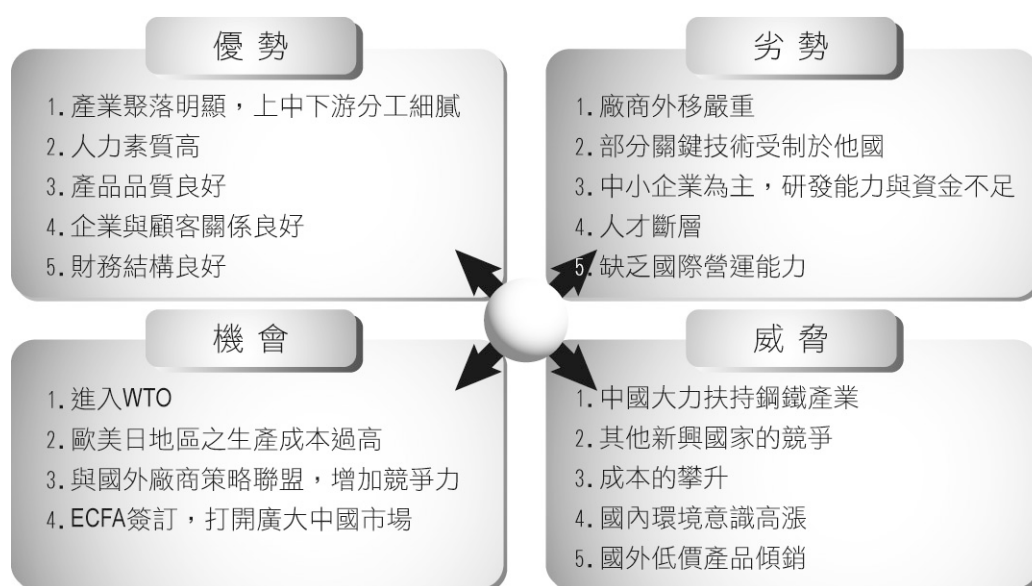 優勢
1. 產業聚落明顯，上中下游分工細膩
2. 人力素質高
3. 產品品質良好
4. 企業與顧客關係良好
5. 財務結構良好
劣勢
1. 廠商外移嚴重
2. 部分關鍵技術受制於他國
3. 中小企業為主，研發能力與資金不足
4. 人才斷層
5. 缺乏國際營運能力
機會
1. 進入WTO
2. 歐美日地區之生產成本過高
3. 與國外廠商策略聯盟，增加競爭力
4. ECFA簽訂，打開廣大中國市場
威脅
1. 中國大力扶持鋼鐵產業
2. 其他新興國家的競爭
3. 成本的攀升
4. 國內環境意識高漲
5. 國外低價產品傾銷